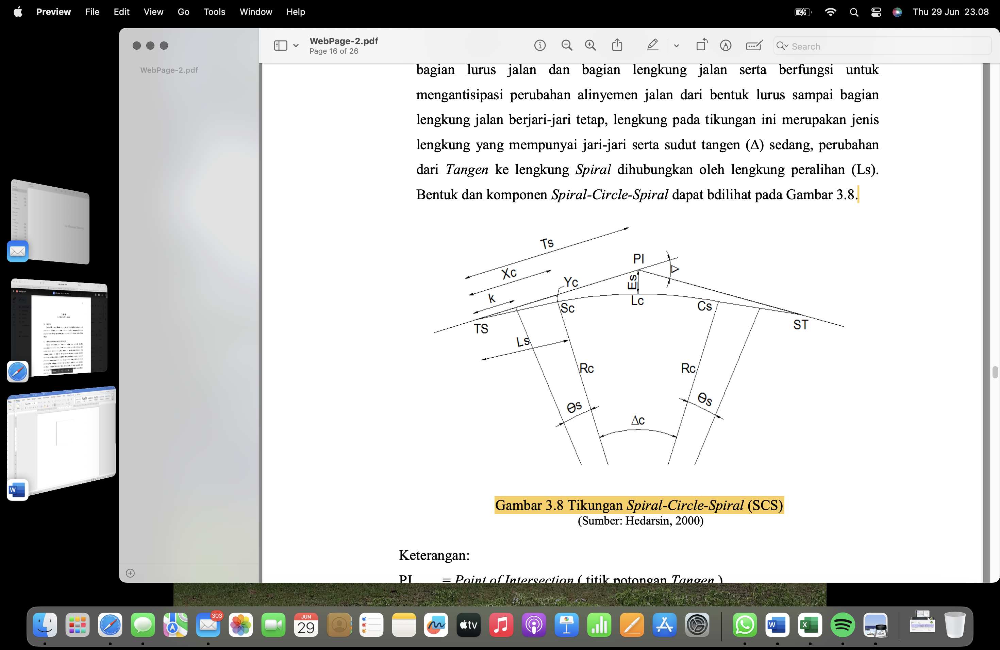 Preview File Edit View Go Tools Window Help Thu 29 Jun 23.08
WebPage-2.pdf
Page 16 of 26
Search
WebPage-2.pdf
bagian lurus jalan dan bagian lengkung jalan serta berfungsi untuk
mengantisipasi perubahan alinyemen jalan dari bentuk lurus sampai bagian
lengkung jalan berjari-jari tetap, lengkung pada tikungan ini merupakan jenis
lengkung yang mempunyai jari-jari serta sudut tangen (Δ) sedang, perubahan
dari Tangen ke lengkung Spiral dihubungkan oleh lengkung peralihan (Ls).
Bentuk dan komponen Spiral-Circle-Spiral dapat bdilihat pada Gambar 3.8.
Ts
PI
Xc
Δ
Yc
Es
k
Sc
Lc
Cs
TS
ST
Ls
Rc
Rc
Θs
Θs
Δc
Gambar 3.8 Tikungan Spiral-Circle-Spiral (SCS)
(Sumber: Hedarsin, 2000)
Keterangan:
PI = Point of Intersection ( titik potongan Tangen )
303
JUN
29
tv
W
W
X